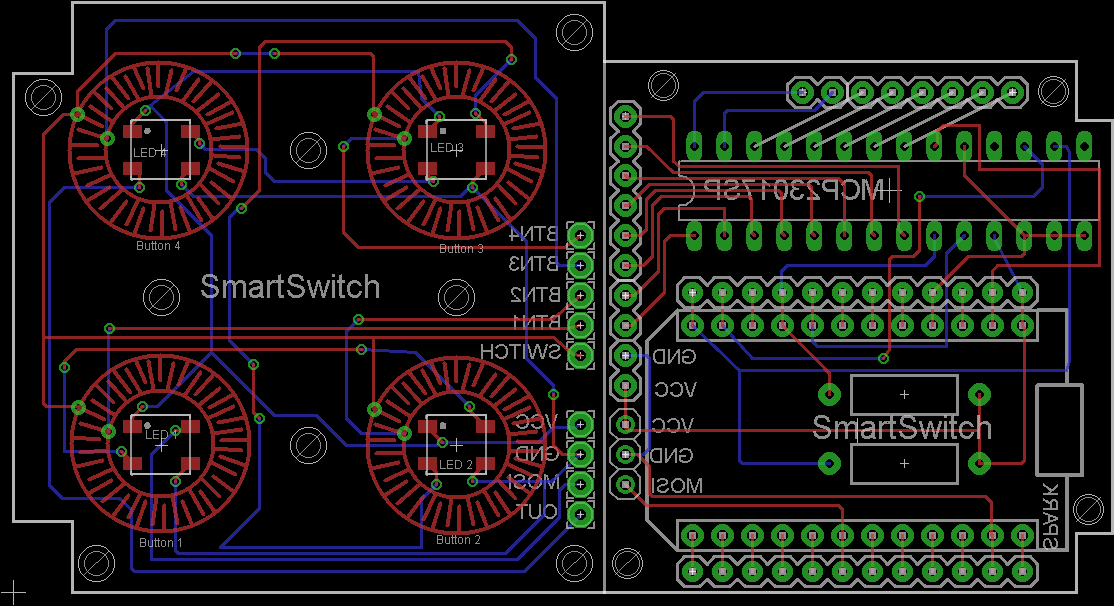 LED 4
LED 3
MCP23017SP
Button 4
Button 3
BTN4
BTN3
SmartSwitch
BTN2
BTN1
SWITCH
GND
VCC
LED 1
LED 2
VCC
VCC
SmartSwitch
GND
GND
MOSI
MOSI
OUT
SPARK
Button 1
Button 2